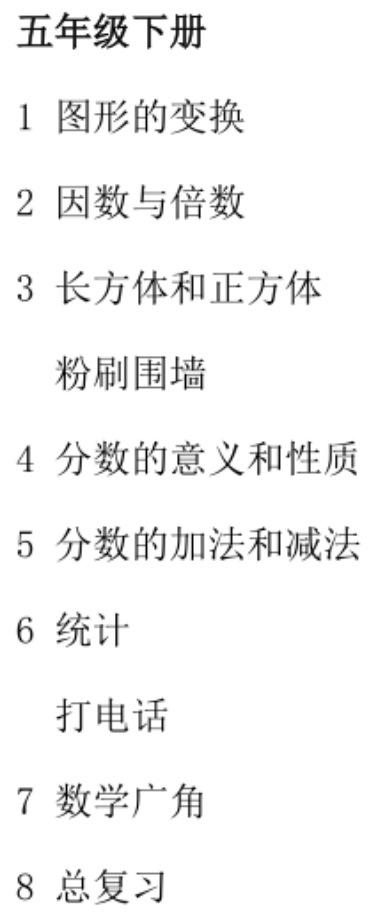 五年级下册
1 图形的变换
2 因数与倍数
3 长方体和正方体
粉刷围墙
4 分数的意义和性质
5 分数的加法和减法
6 统计
打电话
7 数学广角
8 总复习